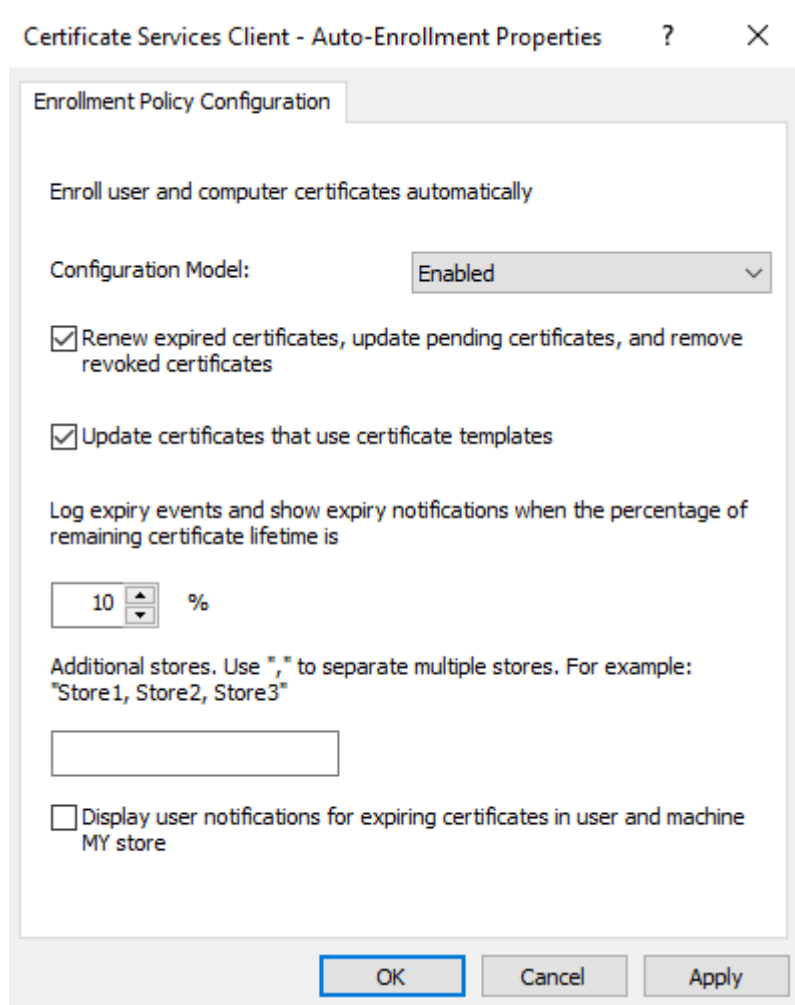 Certificate Services Client - Auto-Enrollment Properties ?
Enrollment Policy Configuration
Enroll user and computer certificates automatically
Configuration Model: Enabled
Renew expired certificates, update pending certificates, and remove
revoked certificates
Update certificates that use certificate templates
Log expiry events and show expiry notifications when the percentage of
remaining certificate lifetime is
10 %
Additional stores. Use "," to separate multiple stores. For example:
"Store1, Store2, Store3"
Display user notifications for expiring certificates in user and machine
MY store
OK Cancel Apply